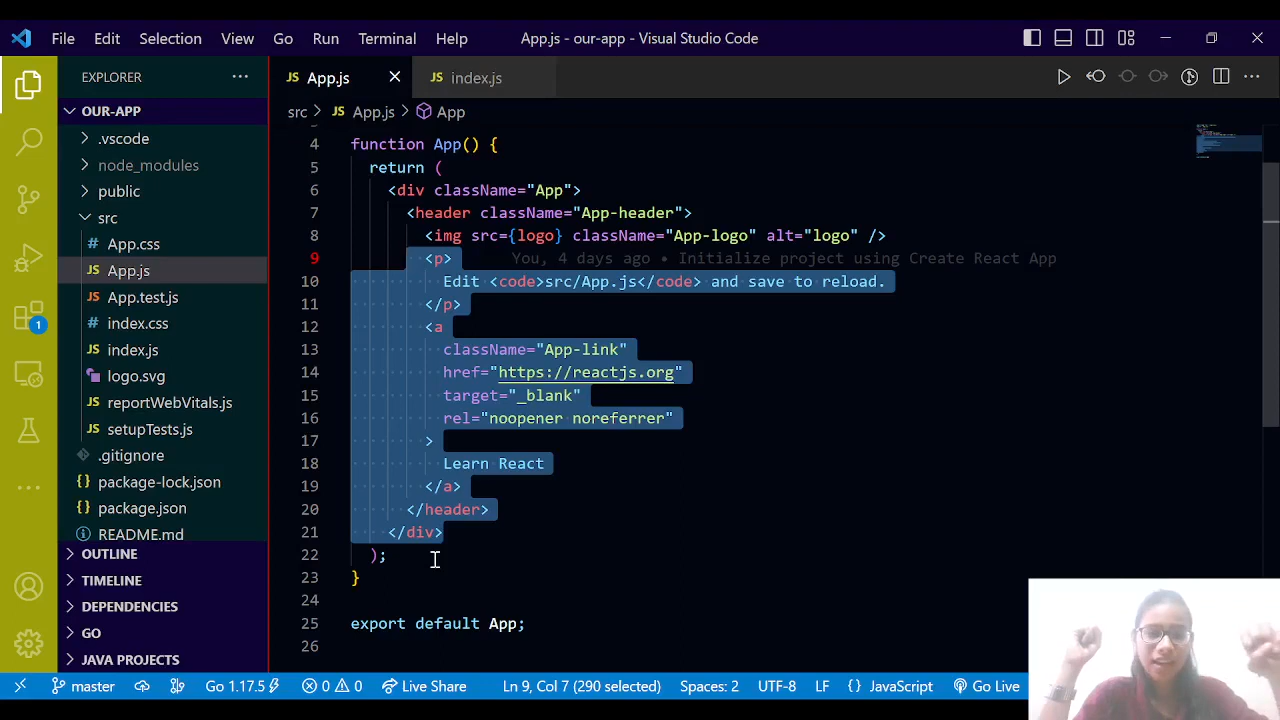 File Edit Selection View Go Run Terminal Help App.js - our-app - Visual Studio Code
EXPLORER
OUR-APP
.vscode
node_modules
public
src
App.css
App.js
App.test.js
index.css
index.js
logo.svg
reportWebVitals.js
setupTests.js
.gitignore
package-lock.json
package.json
README.md
OUTLINE
TIMELINE
DEPENDENCIES
GO
JAVA PROJECTS
1
JS App.js JS index.js
src > JS App.js > App
4 function App() {
5 return (
6 <div className="App">
7 <header className="App-header">
8 <img src={logo} className="App-logo" alt="logo" />
9 <p> You, 4 days ago • Initialize project using Create React App
10 Edit <code>src/App.js</code> and save to reload.
11 </p>
12 <a
13 className="App-link"
14 href="https://reactjs.org"
15 target="_blank"
16 rel="noopener noreferrer"
17 >
18 Learn React
19 </a>
20 </header>
21 </div>
22 );
23 }
24
25 export default App;
26
master Go 1.17.5 0 0 Live Share Ln 9, Col 7 (290 selected) Spaces: 2 UTF-8 LF {} JavaScript Go Live